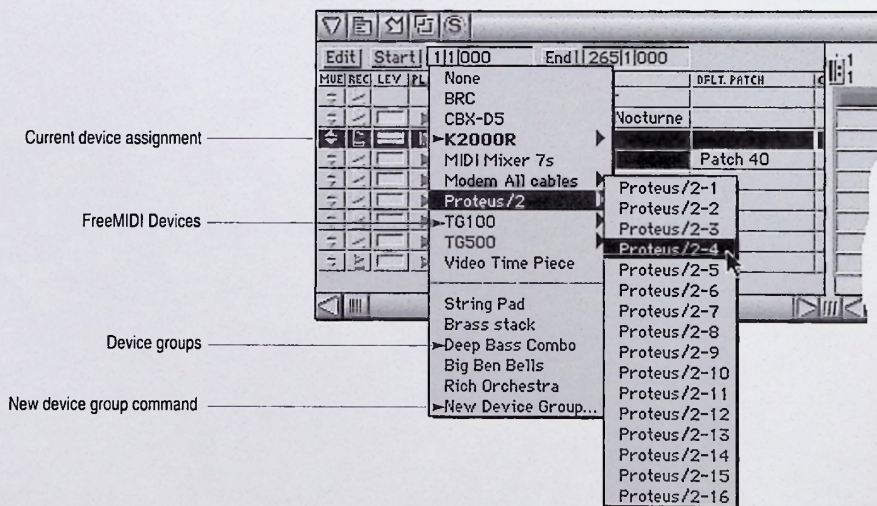 Edit Start 1|1|000 End 265|1|000
MUE REC LEV PL DFLT. PATCH
None
BRC
CBX-D5 Nocturne
Current device assignment K2000R
MIDI Mixer 7s Patch 40
Modem All cables
Proteus/2
FreeMIDI Devices TG100
TG500
Video Time Piece
Proteus/2-1
Proteus/2-2
Proteus/2-3
Proteus/2-4
Proteus/2-5
Proteus/2-6
Proteus/2-7
Proteus/2-8
Proteus/2-9
Proteus/2-10
Proteus/2-11
Proteus/2-12
Proteus/2-13
Proteus/2-14
Proteus/2-15
Proteus/2-16
String Pad
Brass stack
Device groups Deep Bass Combo
Big Ben Bells
Rich Orchestra
New device group command New Device Group...
1
1